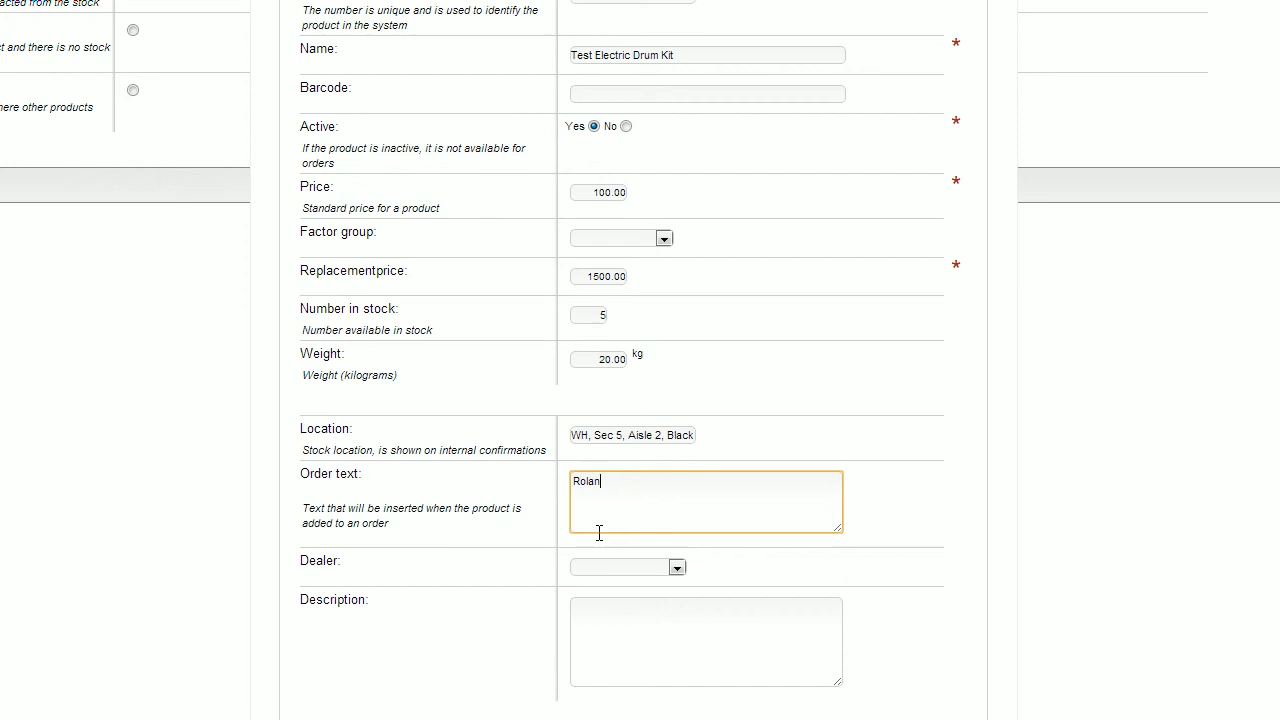 acted from the stock
The number is unique and is used to identify the
product in the system
ct and there is no stock
Name:
Test Electric Drum Kit
*
Barcode:
here other products
Active:
Yes No
*
If the product is inactive, it is not available for
orders
Price:
100.00
*
Standard price for a product
Factor group:
Replacementprice:
1500.00
*
Number in stock:
5
Number available in stock
Weight:
20.00 kg
Weight (kilograms)
Location:
WH, Sec 5, Aisle 2, Black
Stock location, is shown on internal confirmations
Order text:
Rolan
Text that will be inserted when the product is
added to an order
Dealer:
Description: